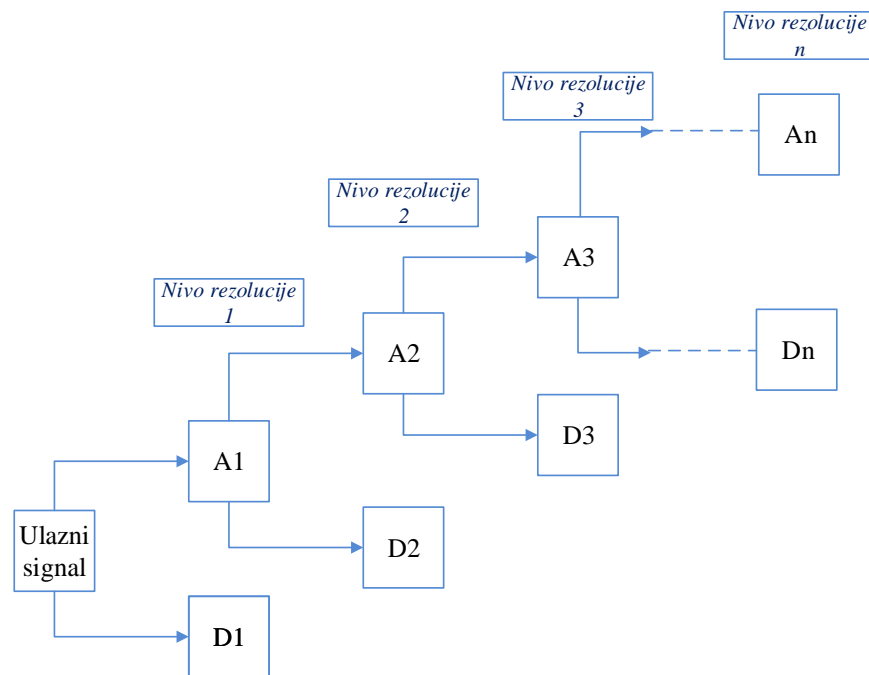 Nivo rezolucije
n
Nivo rezolucije
3
An
Nivo rezolucije
2
A3
Nivo rezolucije
1
A2
Dn
A1
D3
Ulazni
signal
D2
D1